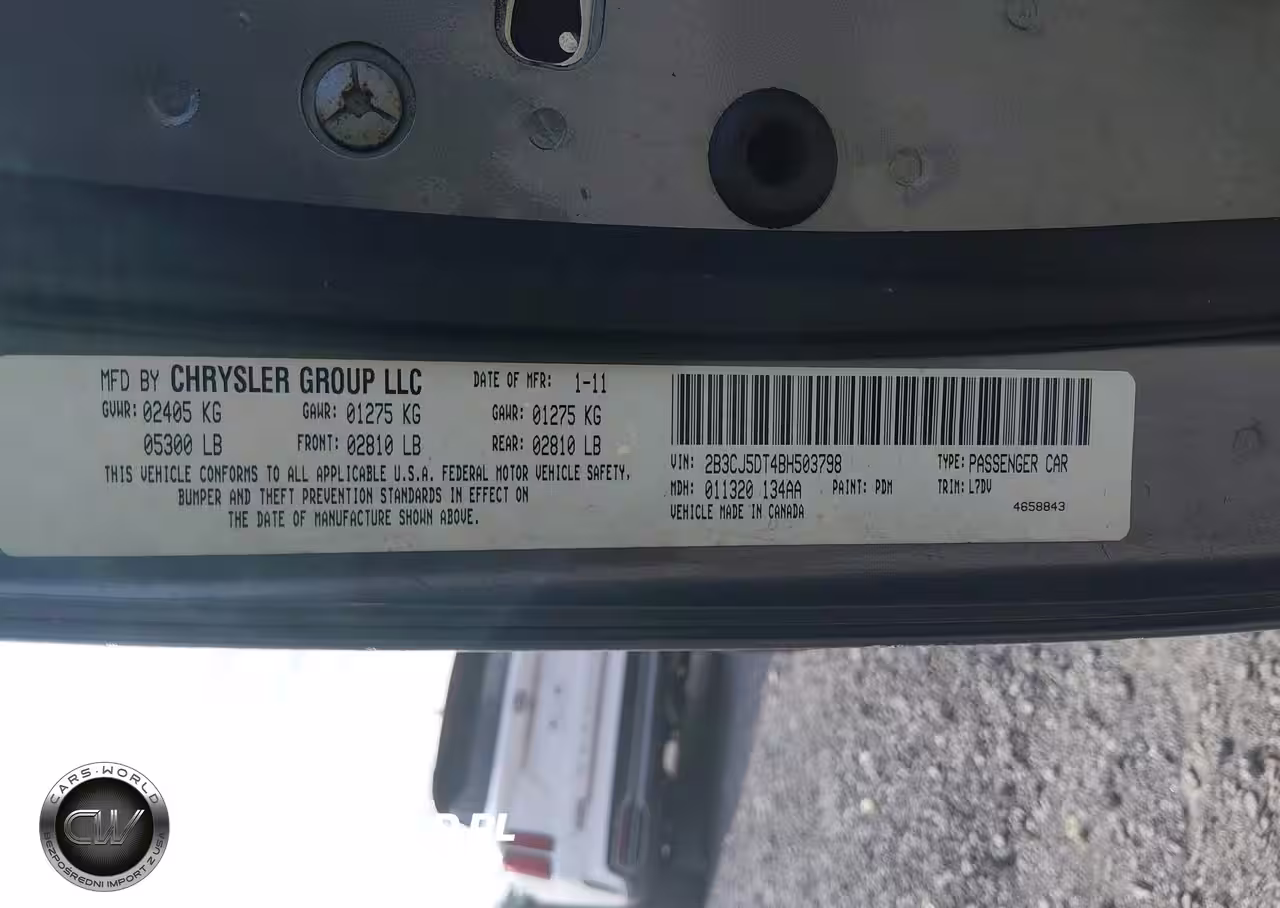 MFD BY CHRYSLER GROUP LLC DATE OF MFR: 1-11
GVWR: 02405 KG GAWR: 01275 KG GAWR: 01275 KG
05300 LB FRONT: 02810 LB REAR: 02810 LB
THIS VEHICLE CONFORMS TO ALL APPLICABLE U.S.A. FEDERAL MOTOR VEHICLE SAFETY,
BUMPER AND THEFT PREVENTION STANDARDS IN EFFECT ON
THE DATE OF MANUFACTURE SHOWN ABOVE.
VIN: 2B3CJ5DT4BH503798 TYPE: PASSENGER CAR
MDH: 011320 134AA PAINT: PDM TRIM: L7DV
VEHICLE MADE IN CANADA 4658843
CARS·WORLD
CW
BEZPOŚREDNI IMPORT Z USA
.PL